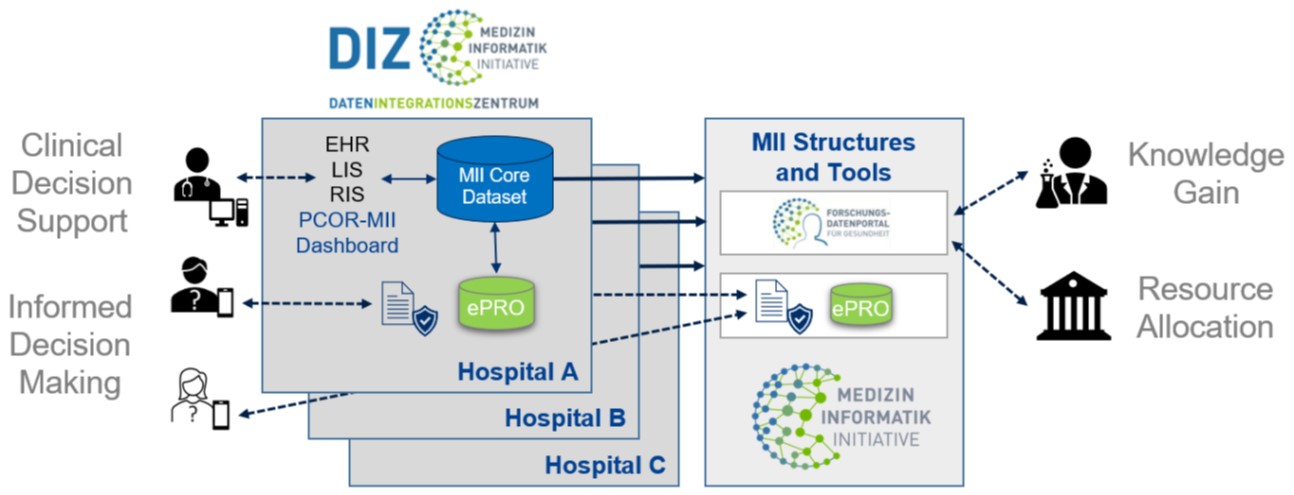 DIZ
MEDIZIN
INFORMATIK
INITIATIVE
DATENINTEGRATIONSZENTRUM
Clinical
Decision
Support
Informed
Decision
Making
?
?
EHR
LIS
RIS
PCOR-MII
Dashboard
MII Core
Dataset
ePRO
Hospital A
Hospital B
Hospital C
MII Structures
and Tools
FORSCHUNGS-
DATENPORTAL
FÜR GESUNDHEIT
ePRO
MEDIZIN
INFORMATIK
INITIATIVE
Knowledge
Gain
Resource
Allocation